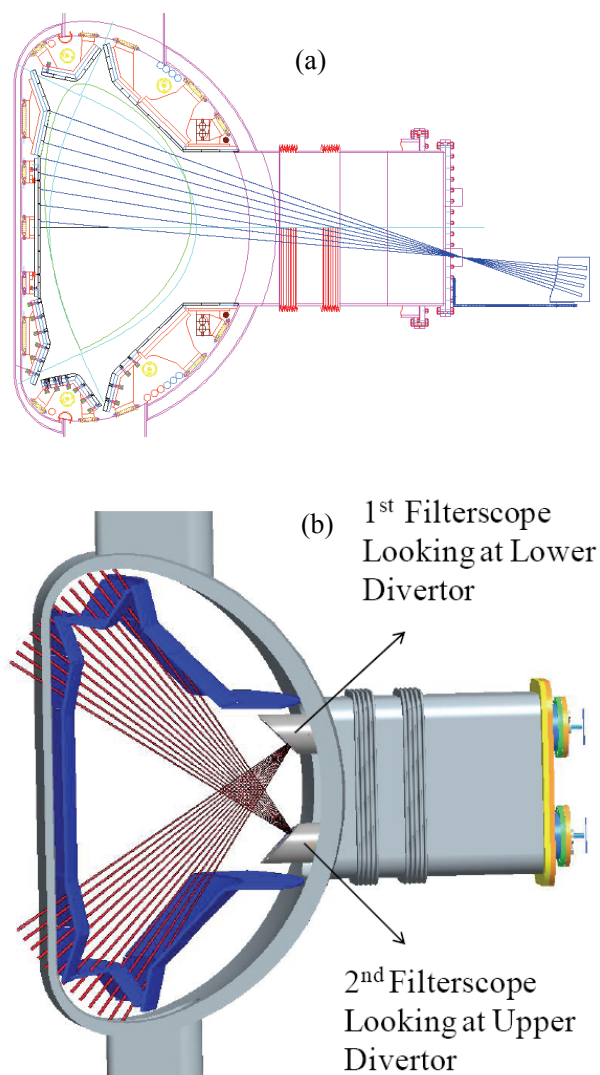 (a)
(b)
1st Filterscope
Looking at Lower
Divertor
2nd Filterscope
Looking at Upper
Divertor